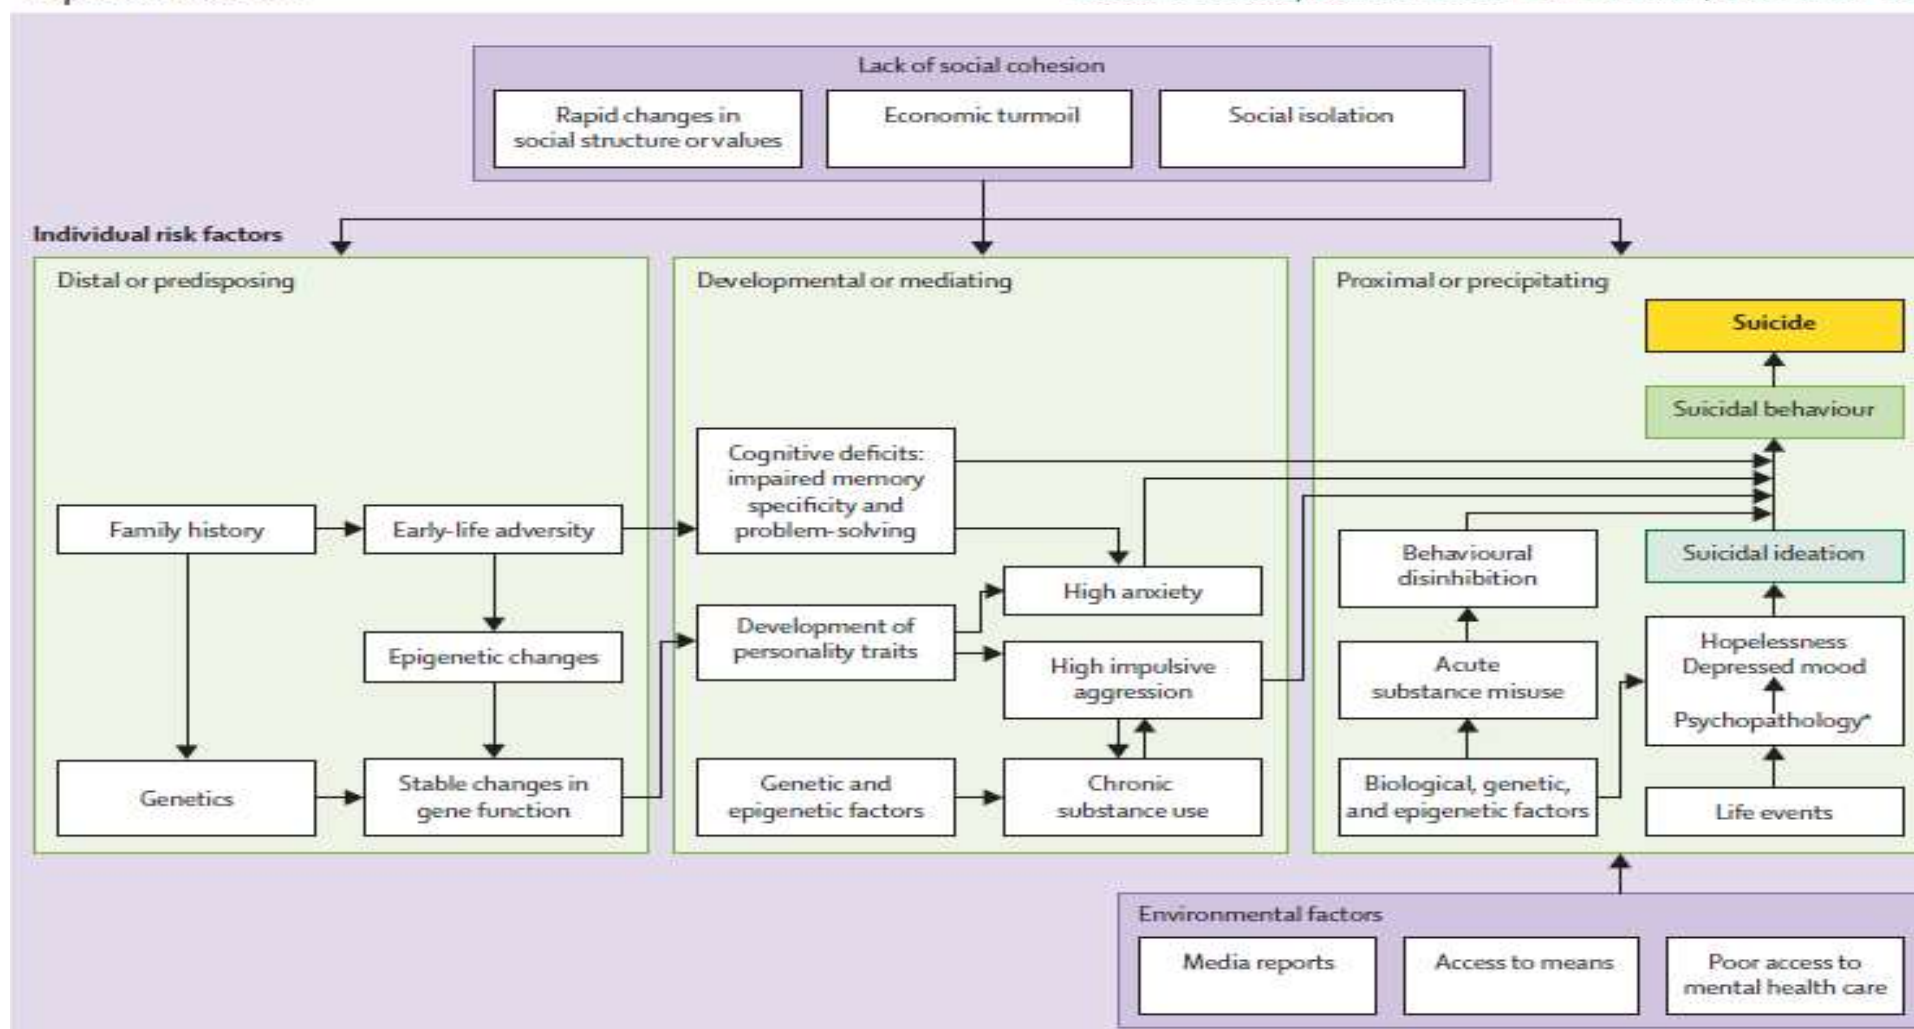 Lack of social cohesion
Rapid changes in
social structure or values
Economic turmoil
Social isolation
Individual risk factors
Distal or predisposing
Family history
Early-life adversity
Epigenetic changes
Genetics
Stable changes in
gene function
Developmental or mediating
Cognitive deficits:
impaired memory
specificity and
problem-solving
High anxiety
Development of
personality traits
High impulsive
aggression
Genetic and
epigenetic factors
Chronic
substance use
Proximal or precipitating
Suicide
Suicidal behaviour
Behavioural
disinhibition
Suicidal ideation
Acute
substance misuse
Hopelessness
Depressed mood
Psychopathology*
Biological, genetic,
and epigenetic factors
Life events
Environmental factors
Media reports
Access to means
Poor access to
mental health care